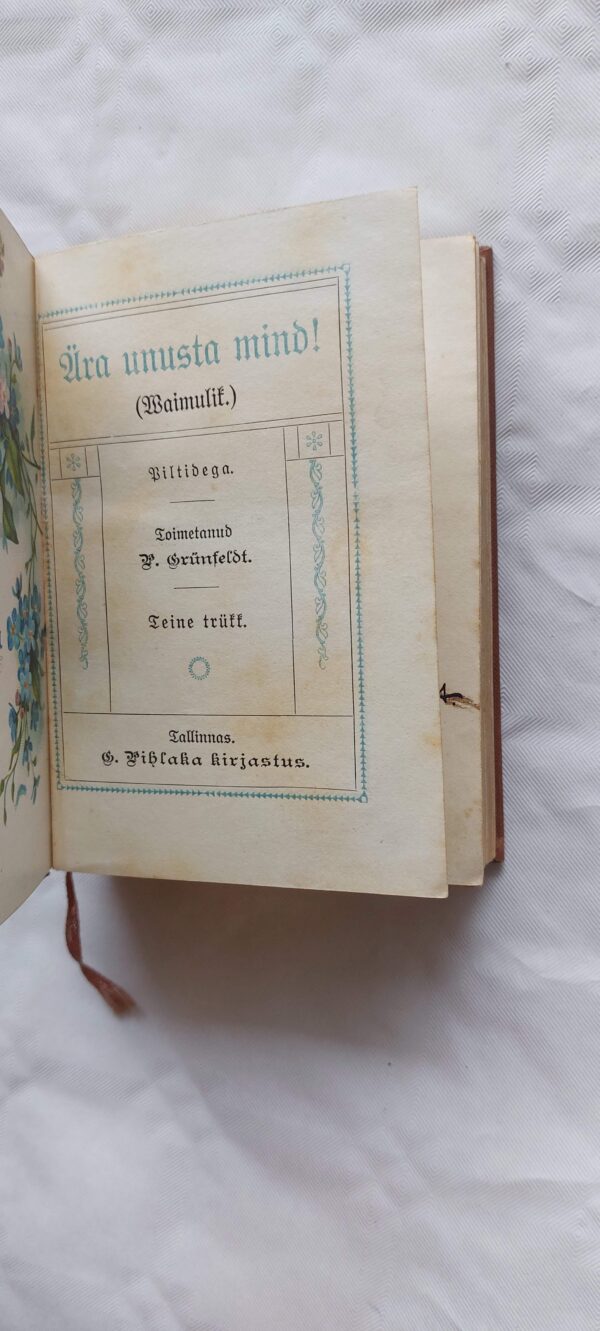 Ära unusta mind!
(Waimulik.)
Piltidega.
Toimetanud
P. Grünfeldt.
Teine trükk.
Tallinnas.
G. Pihlaka kirjastus.